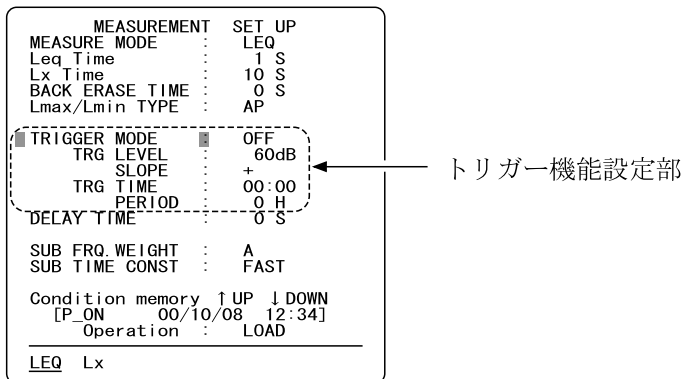 MEASUREMENT SET UP
MEASURE MODE : LEQ
Leq Time : 1 S
Lx Time : 10 S
BACK ERASE TIME : 0 S
Lmax/Lmin TYPE : AP
TRIGGER MODE : OFF
TRG LEVEL : 60dB
SLOPE : +
TRG TIME : 00:00
PERIOD : 0 H
DELAY TIME : 0 S
トリガー機能設定部
SUB FRQ.WEIGHT : A
SUB TIME CONST : FAST
Condition memory ↑UP ↓DOWN
[P_ON 00/10/08 12:34]
Operation : LOAD
LEQ Lx